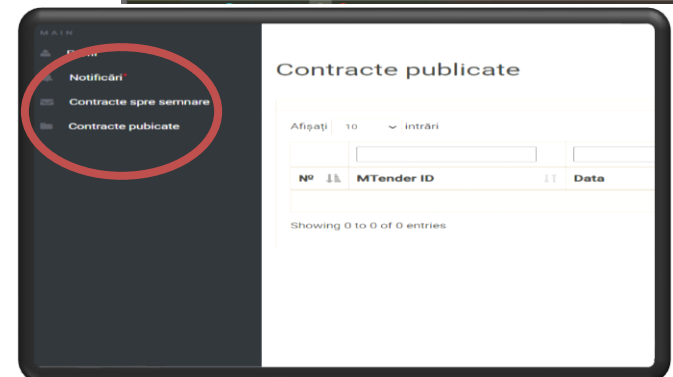 MAIN
Notificări
Contracte spre semnare
Contracte pubicate
Contracte publicate
Afișați 10 intrări
Nº MTender ID Data
Showing 0 to 0 of 0 entries